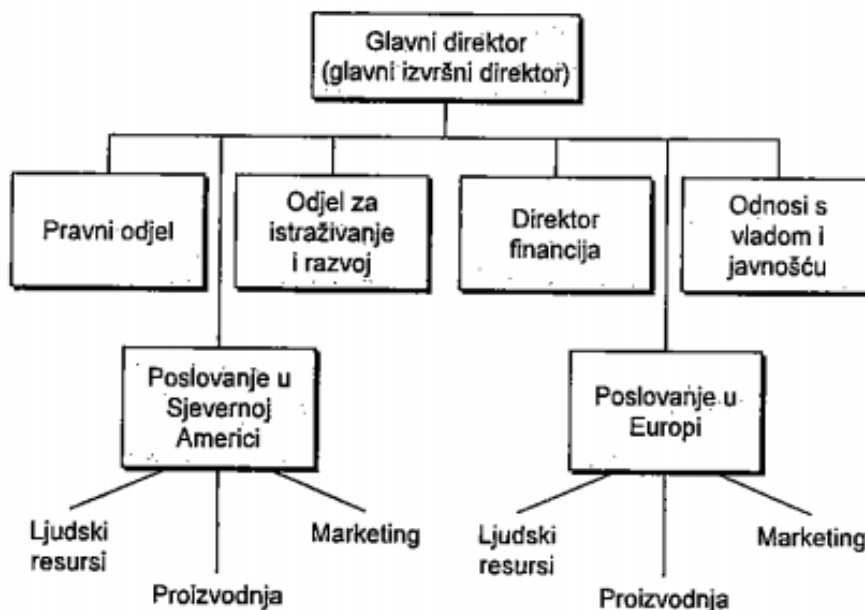 Glavni direktor
(glavni izvršni direktor)
Pravni odjel
Odjel za
istraživanje
i razvoj
Direktor
financija
Odnosi s
vladom i
javnošću
Poslovanje u
Sjevernoj
Americi
Poslovanje u
Europi
Ljudski
resursi
Proizvodnja
Marketing
Ljudski
resursi
Proizvodnja
Marketing